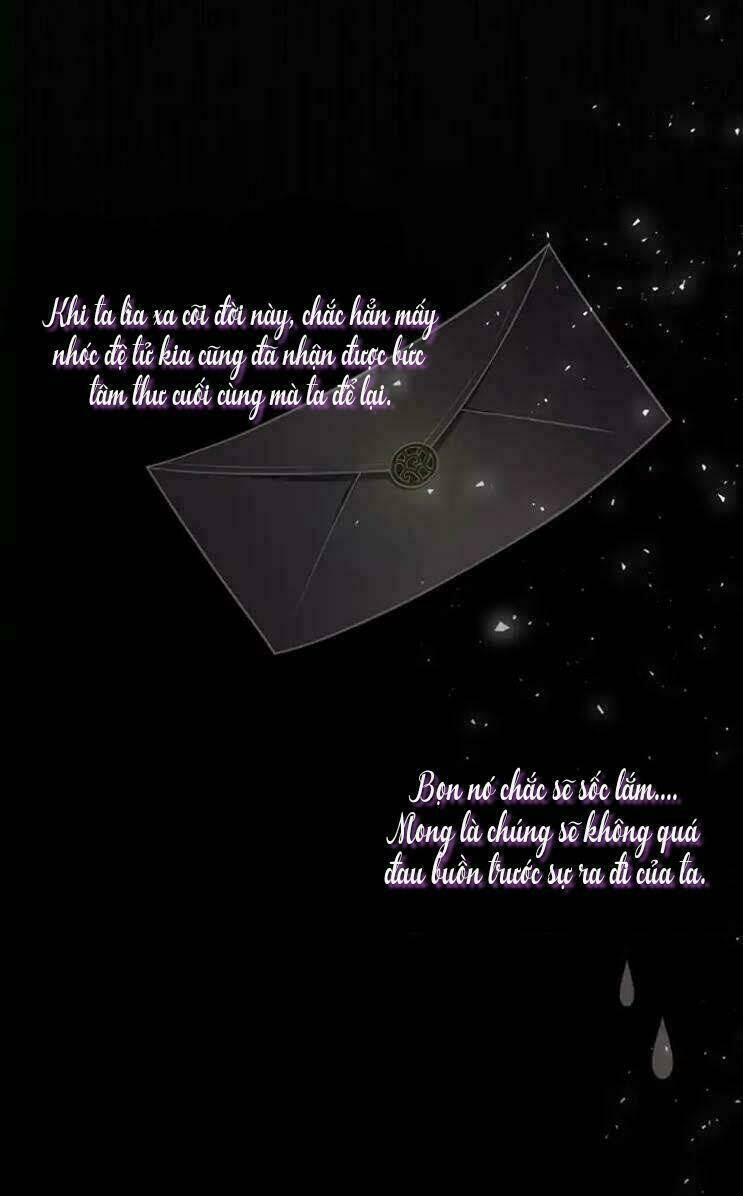 Khi ta lìa xa cõi đời này, chắc hẳn mấy
nhóc đệ tử kia cũng đã nhận được bức
tâm thư cuối cùng mà ta để lại.
Bọn nó chắc sẽ sốc lắm....
Mong là chúng sẽ không quá
đau buồn trước sự ra đi của ta.